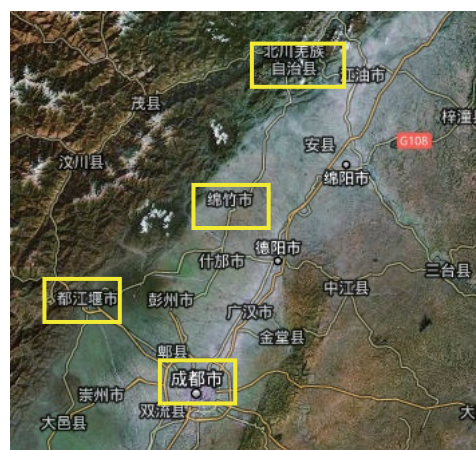 北川羌族
自治县
江油市
茂县
梓潼县
安县
G108
汶川县
绵阳市
绵竹市
德阳市
什邡市
三台县
都江堰市
彭州市
中江县
广汉市
金堂县
郫县
成都市
崇州市
双流县
大邑县
大